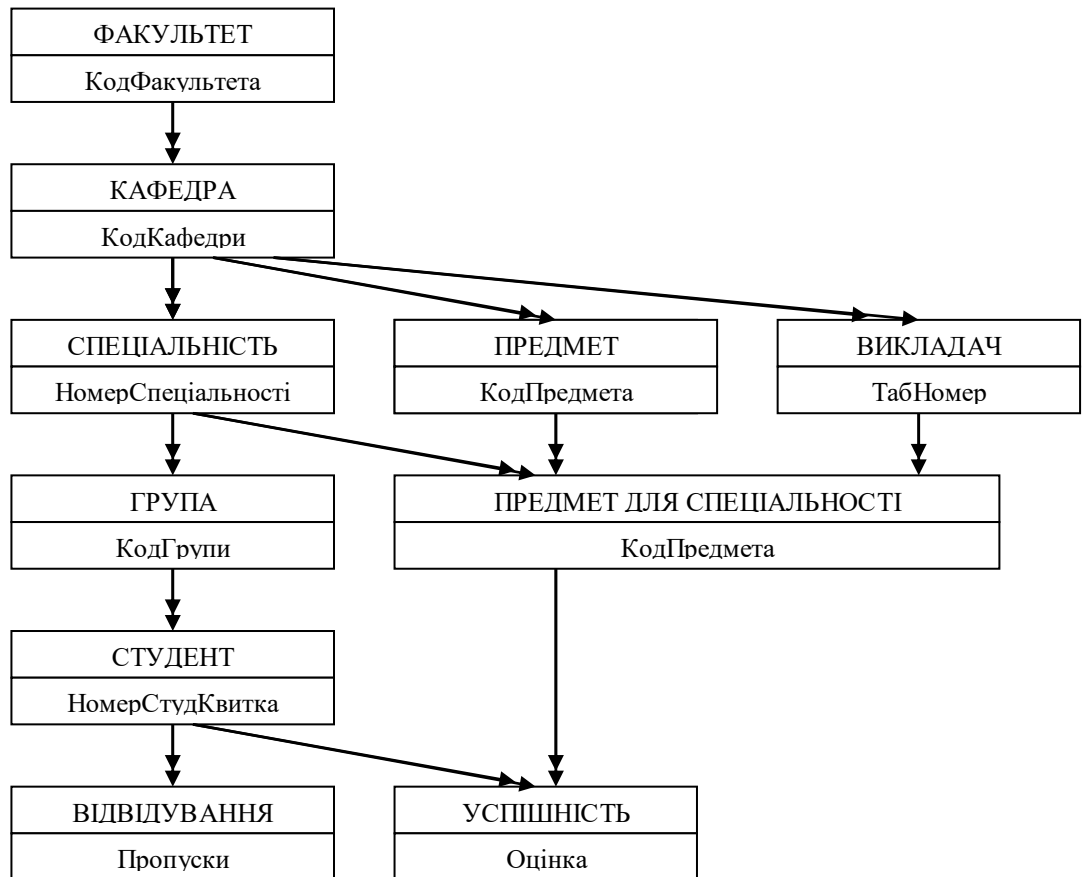 ФАКУЛЬТЕТ
КодФакультета
КАФЕДРА
КодКафедри
СПЕЦІАЛЬНІСТЬ
НомерСпеціальності
ПРЕДМЕТ
КодПредмета
ВИКЛАДАЧ
ТабНомер
ГРУПА
КодГрупи
ПРЕДМЕТ ДЛЯ СПЕЦІАЛЬНОСТІ
КодПредмета
СТУДЕНТ
НомерСтудКвитка
ВІДВІДУВАННЯ
Пропуски
УСПІШНІСТЬ
Оцінка